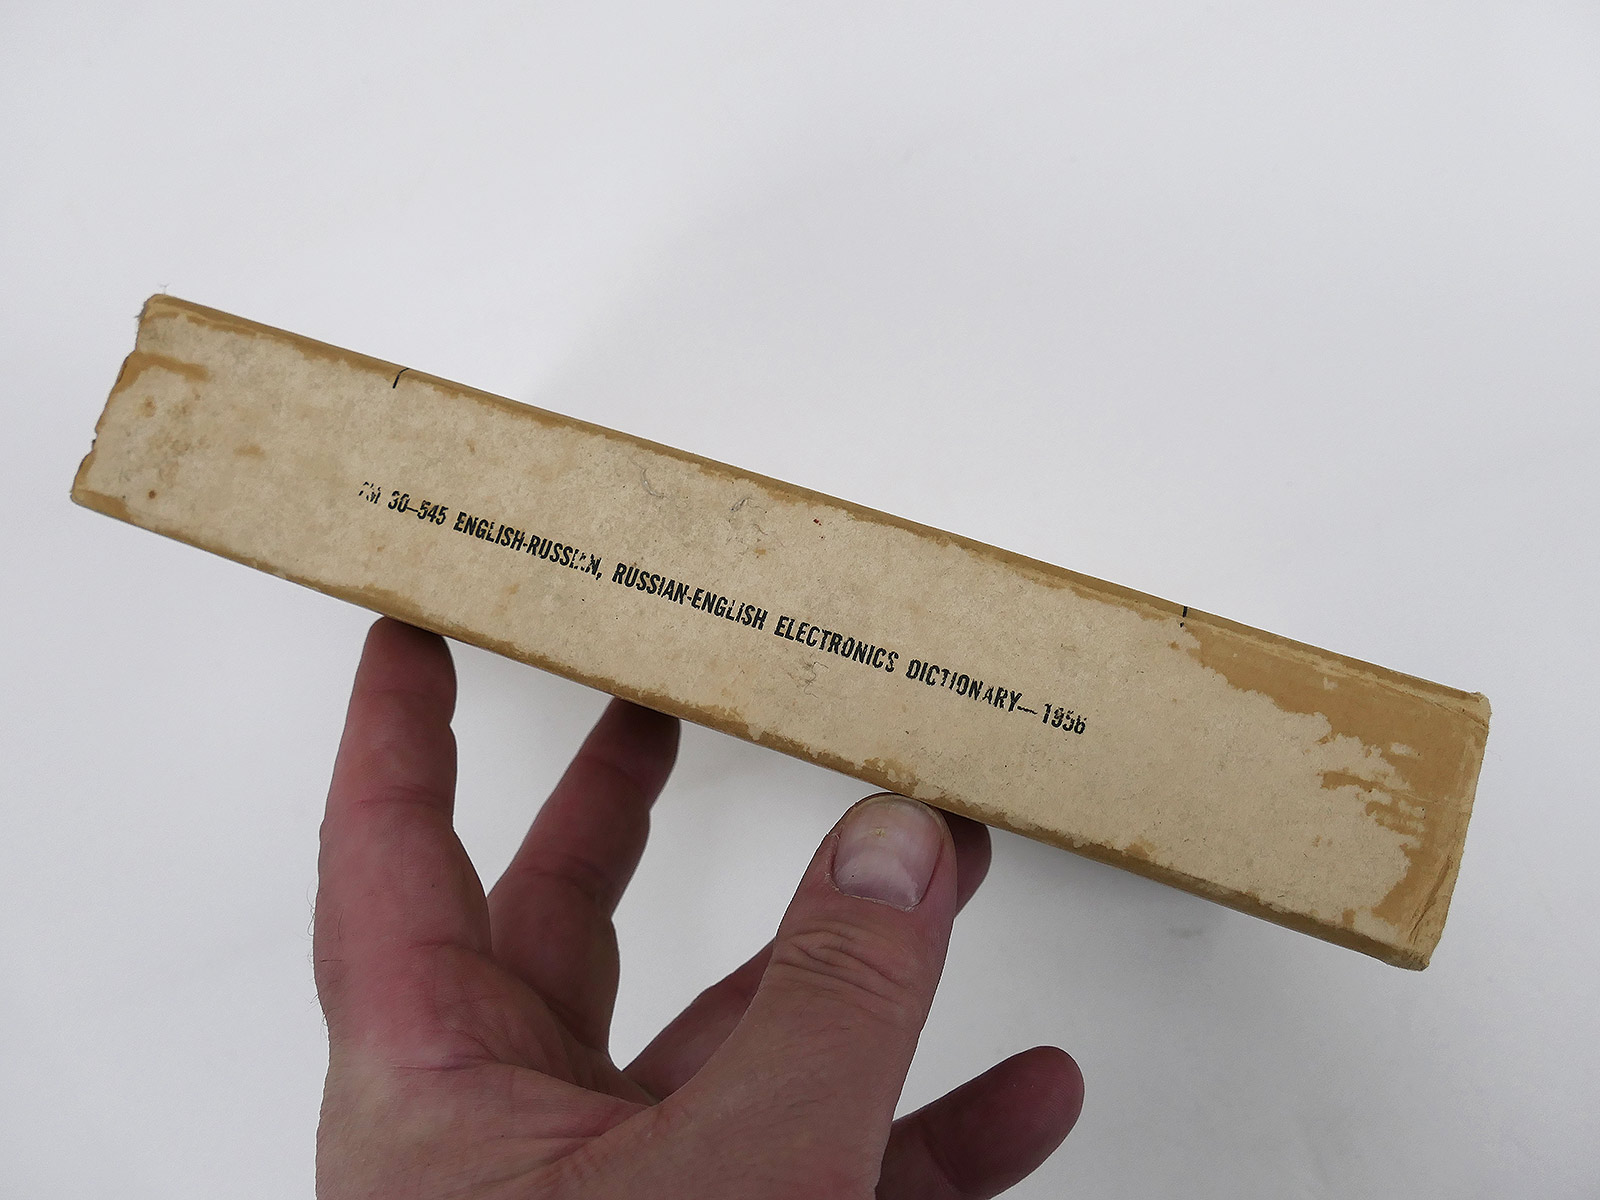 TM 30–545 ENGLISH-RUSSIAN, RUSSIAN-ENGLISH ELECTRONICS DICTIONARY—1956